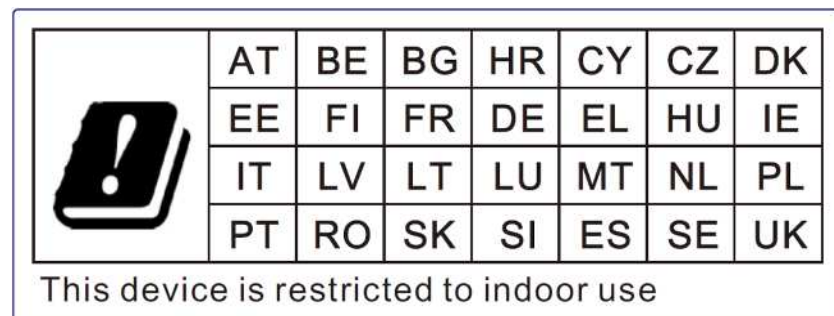 AT BE BG HR CY CZ DK
EE FI FR DE EL HU IE
IT LV LT LU MT NL PL
PT RO SK SI ES SE UK
This device is restricted to indoor use